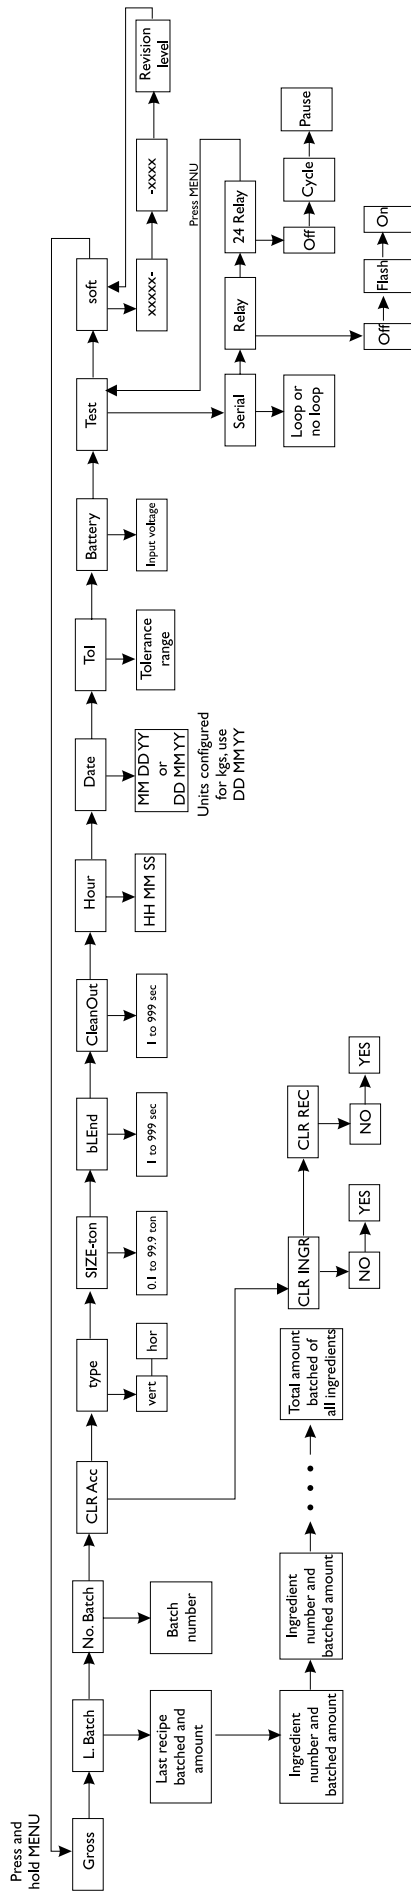 Press and
hold MENU
Gross
L. Batch
Last recipe
batched and
amount
Ingredient
number and
batched amount
Ingredient
number and
batched amount
• • •
Total amount
batched of
all ingredients
No. Batch
Batch
number
CLR Acc
CLR INGR
NO
YES
CLR REC
NO
YES
type
vert
hor
SIZE-ton
0.1 to 99.9 ton
bLEnd
1 to 999 sec
CleanOut
1 to 999 sec
Hour
HH MM SS
Date
MM DD YY
or
DD MM YY
Units configured
for kgs, use
DD MM YY
Tol
Tolerance
range
Battery
Input voltage
Test
Serial
Loop or
no loop
Relay
Off
Flash
On
24 Relay
Off
Cycle
Pause
Press MENU
soft
xxxxx-
-xxxx
Revision
level